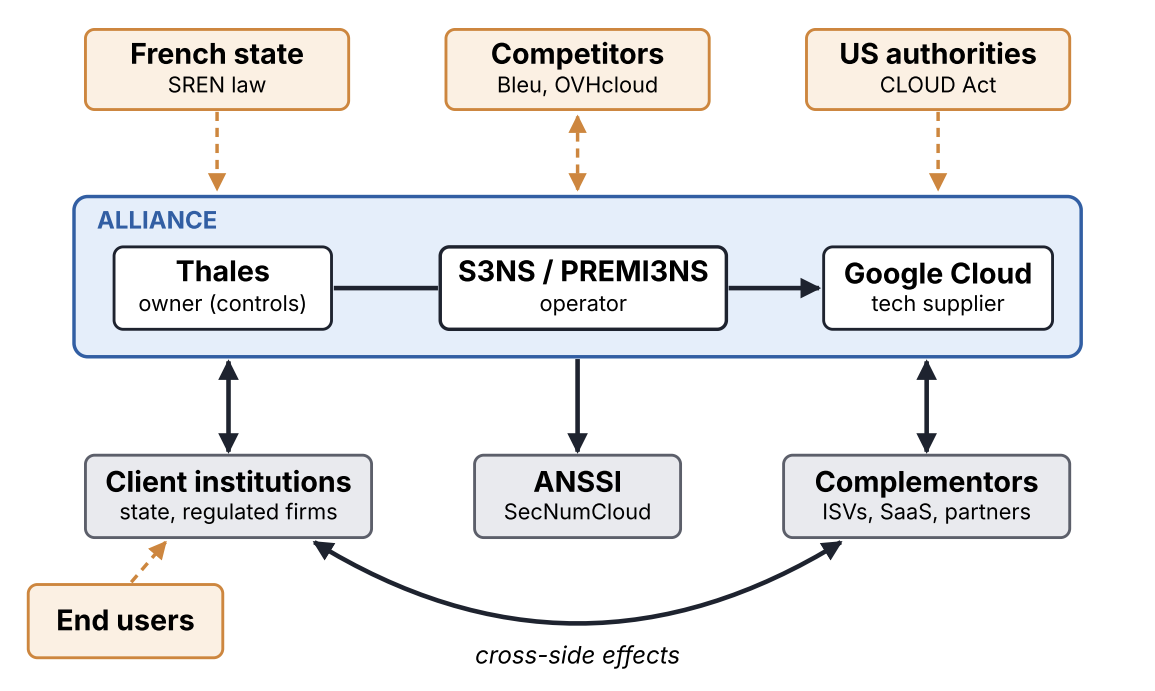 French state
SREN law
Competitors
Bleu, OVHcloud
US authorities
CLOUD Act
ALLIANCE
Thales
owner (controls)
S3NS / PREMI3NS
operator
Google Cloud
tech supplier
Client institutions
state, regulated firms
ANSSI
SecNumCloud
Complementors
ISVs, SaaS, partners
End users
cross-side effects